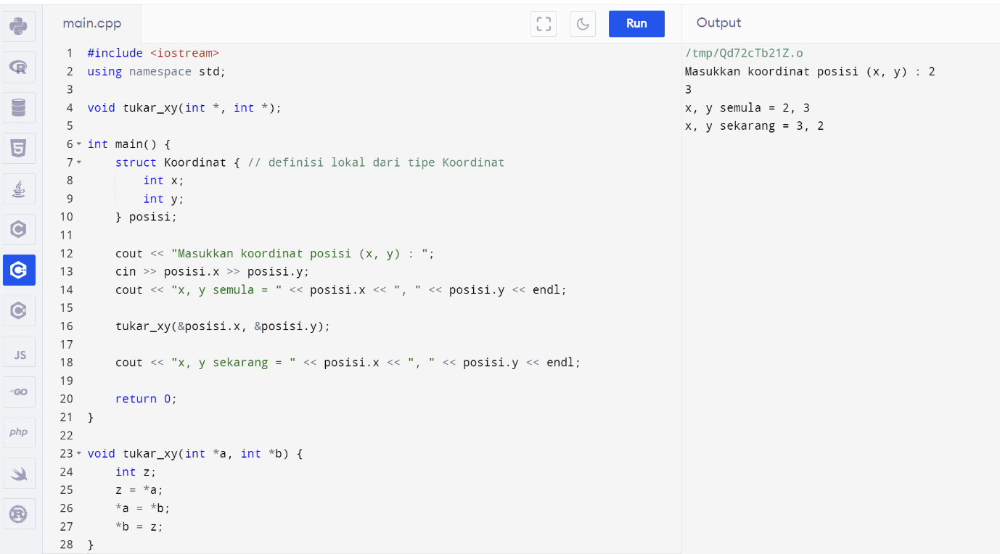 main.cpp
Run
Output
1 #include <iostream>
2 using namespace std;
3
4 void tukar_xy(int *, int *);
5
6 int main() {
7     struct Koordinat { // definisi lokal dari tipe Koordinat
8         int x;
9         int y;
10     } posisi;
11
12     cout << "Masukkan koordinat posisi (x, y) : ";
13     cin >> posisi.x >> posisi.y;
14     cout << "x, y semula = " << posisi.x << ", " << posisi.y << endl;
15
16     tukar_xy(&posisi.x, &posisi.y);
17
18     cout << "x, y sekarang = " << posisi.x << ", " << posisi.y << endl;
19
20     return 0;
21 }
22
23 void tukar_xy(int *a, int *b) {
24     int z;
25     z = *a;
26     *a = *b;
27     *b = z;
28 }
/tmp/Qd72cTb21Z.o
Masukkan koordinat posisi (x, y) : 2
3
x, y semula = 2, 3
x, y sekarang = 3, 2
R
5
C
C
C
JS
GO
php
R